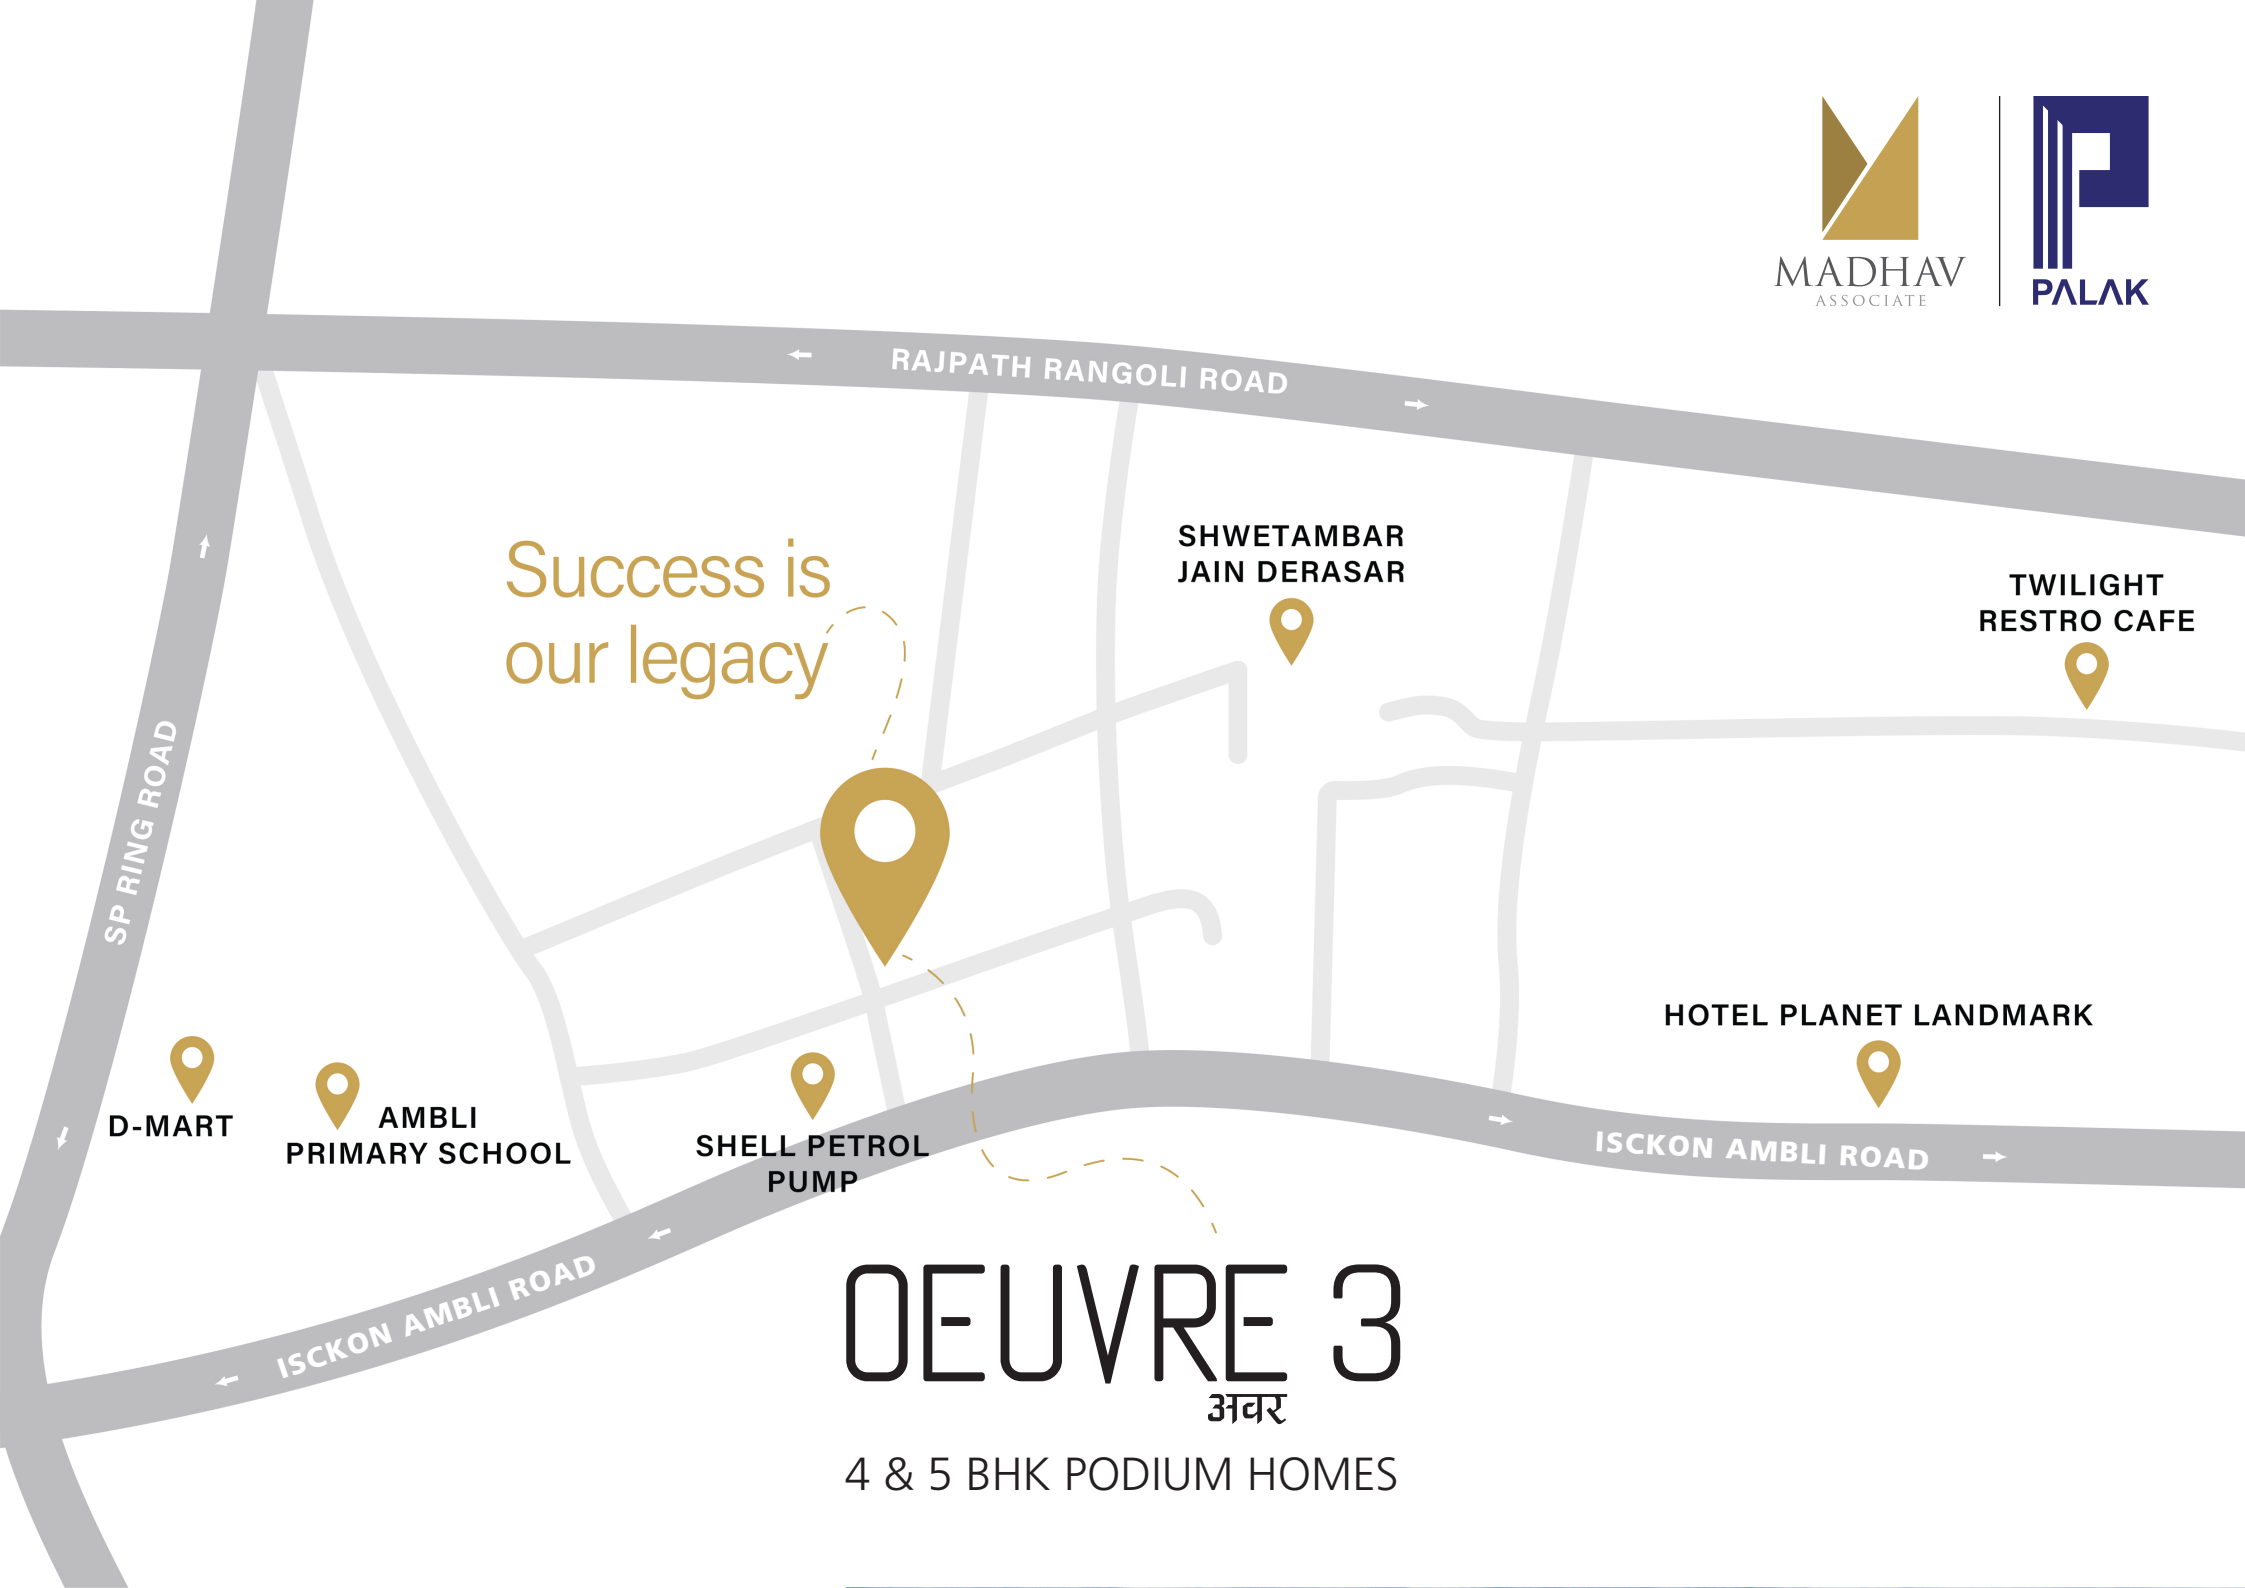 MADHAV
ASSOCIATE
PALAK
RAJPATH RANGOLI ROAD
Success is
our legacy
SHWETAMBAR
JAIN DERASAR
TWILIGHT
RESTRO CAFE
SP RING ROAD
HOTEL PLANET LANDMARK
D-MART
AMBLI
PRIMARY SCHOOL
SHELL PETROL
PUMP
ISCKON AMBLI ROAD
ISCKON AMBLI ROAD
OEUVRE 3
अवर
4 & 5 BHK PODIUM HOMES